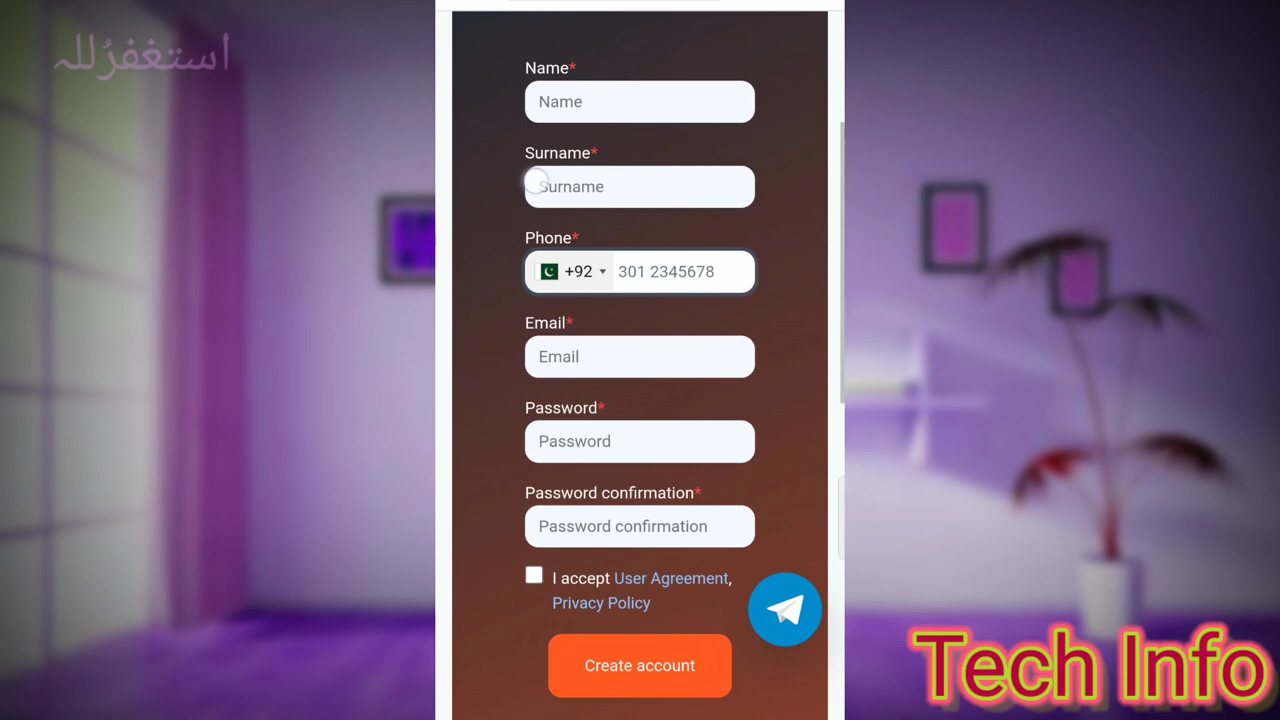 استغفرُللہ
Name*
Name
Surname*
Surname
Phone*
+92 301 2345678
Email*
Email
Password*
Password
Password confirmation*
Password confirmation
I accept User Agreement,
Privacy Policy
Create account
Tech Info